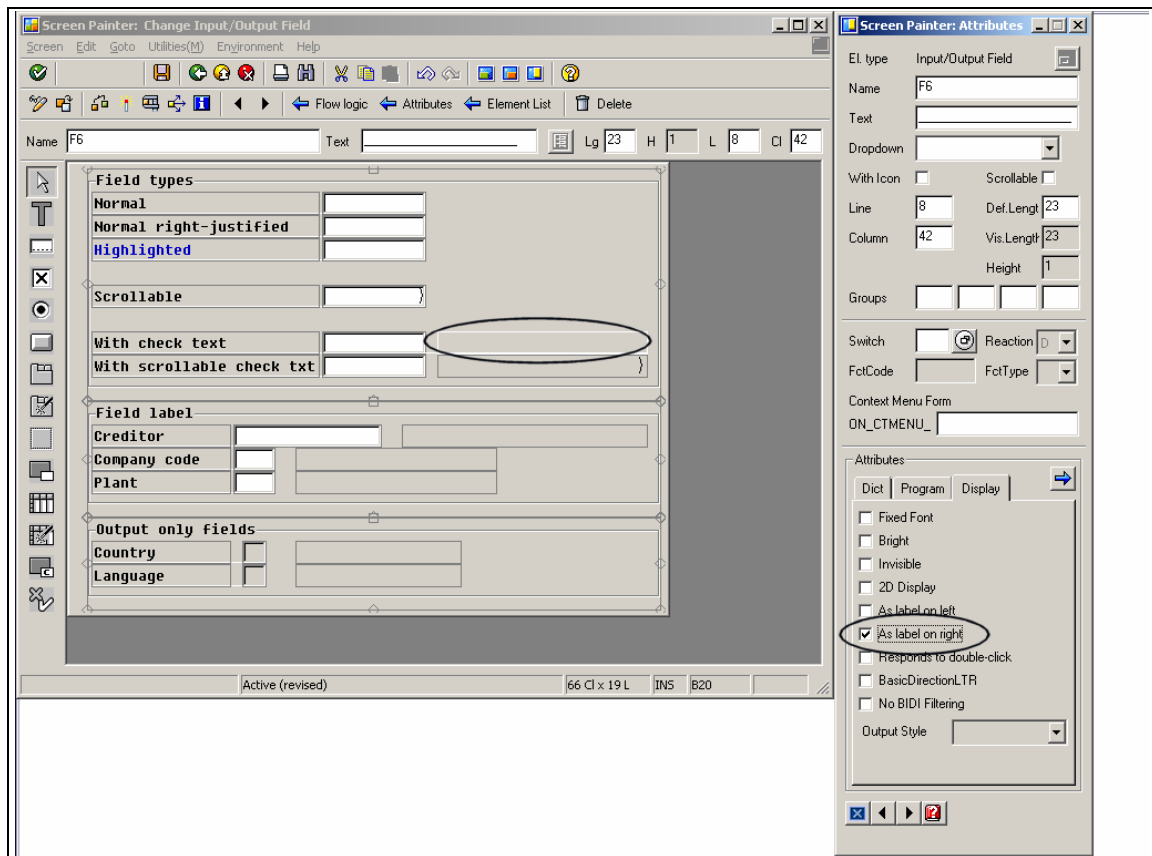 Screen Painter: Change Input/Output Field
Screen Edit Goto Utilities(M) Environment Help
Flow logic Attributes Element List Delete
Name F6 Text Lg 23 H 1 L 8 Cl 42
Field types
Normal
Normal right-justified
Highlighted
Scrollable
With check text
With scrollable check txt
Field label
Creditor
Company code
Plant
Output only fields
Country
Language
Active (revised) 66 Cl x 19 L INS B20
Screen Painter: Attributes
El. type Input/Output Field
Name F6
Text
Dropdown
With Icon Scrollable
Line 8 Def.Lengt 23
Column 42 Vis.Length 23
Height 1
Groups
Switch Reaction D
FctCode FctType
Context Menu Form
ON_CTMENU_
Attributes
Dict Program Display
Fixed Font
Bright
Invisible
2D Display
As label on left
As label on right
Responds to double-click
BasicDirectionLTR
No BIDI Filtering
Output Style